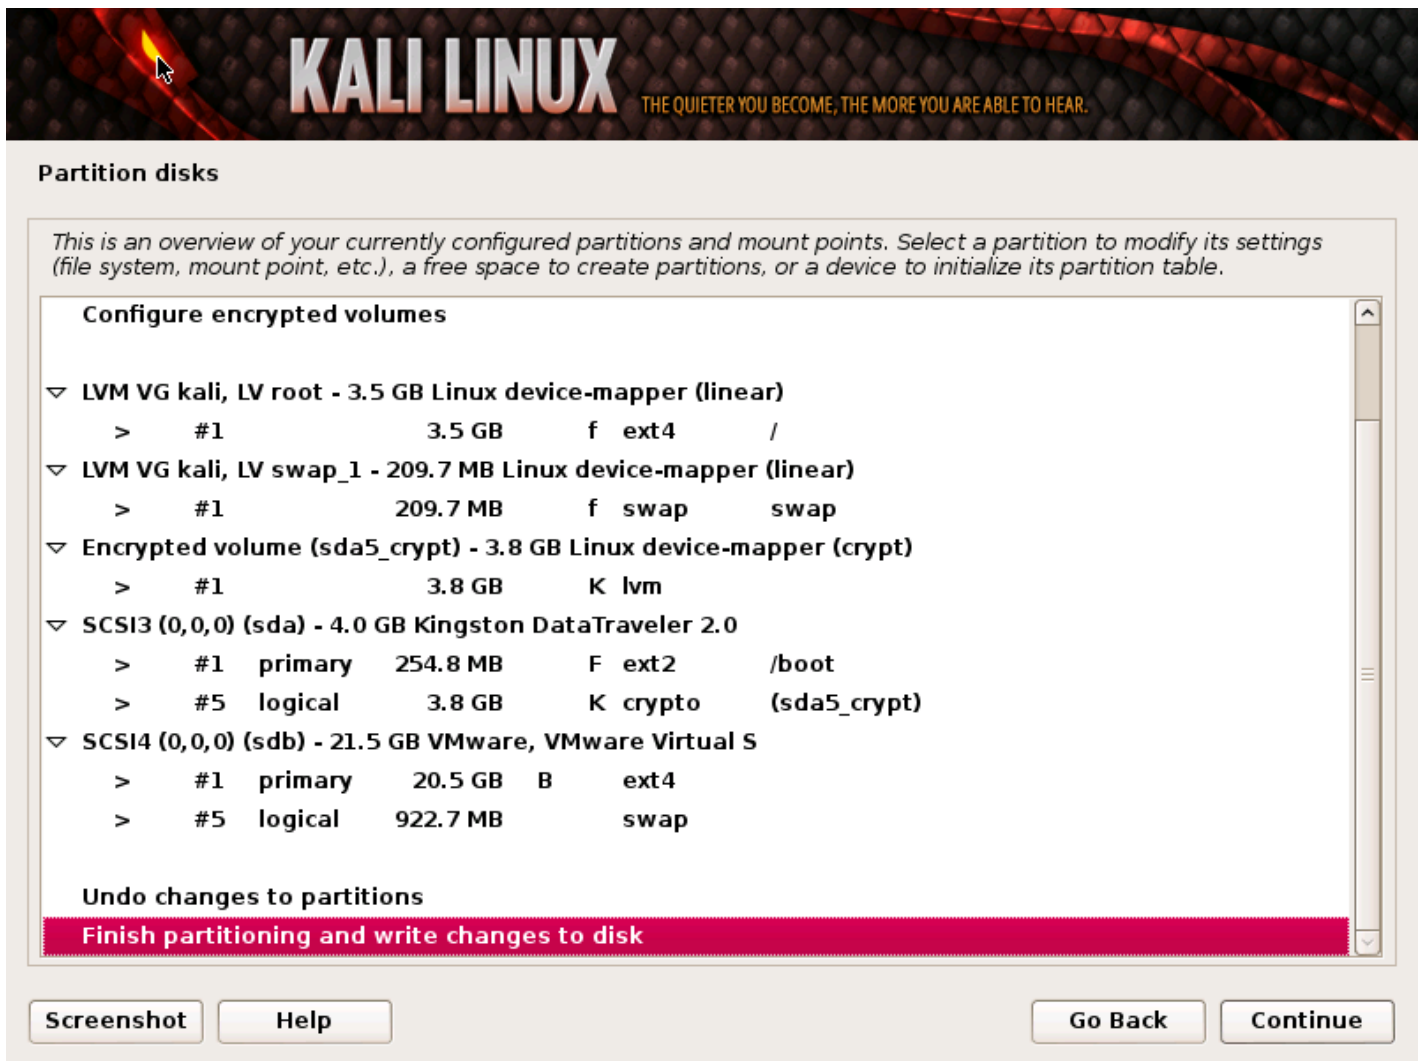 KALI LINUX THE QUIETER YOU BECOME, THE MORE YOU ARE ABLE TO HEAR.
Partition disks
This is an overview of your currently configured partitions and mount points. Select a partition to modify its settings
(file system, mount point, etc.), a free space to create partitions, or a device to initialize its partition table.
Configure encrypted volumes
LVM VG kali, LV root - 3.5 GB Linux device-mapper (linear)
> #1 3.5 GB f ext4 /
LVM VG kali, LV swap_1 - 209.7 MB Linux device-mapper (linear)
> #1 209.7 MB f swap swap
Encrypted volume (sda5_crypt) - 3.8 GB Linux device-mapper (crypt)
> #1 3.8 GB K lvm
SCSI3 (0,0,0) (sda) - 4.0 GB Kingston DataTraveler 2.0
> #1 primary 254.8 MB F ext2 /boot
> #5 logical 3.8 GB K crypto (sda5_crypt)
SCSI4 (0,0,0) (sdb) - 21.5 GB VMware, VMware Virtual S
> #1 primary 20.5 GB B ext4
> #5 logical 922.7 MB swap
Undo changes to partitions
Finish partitioning and write changes to disk
Screenshot Help Go Back Continue